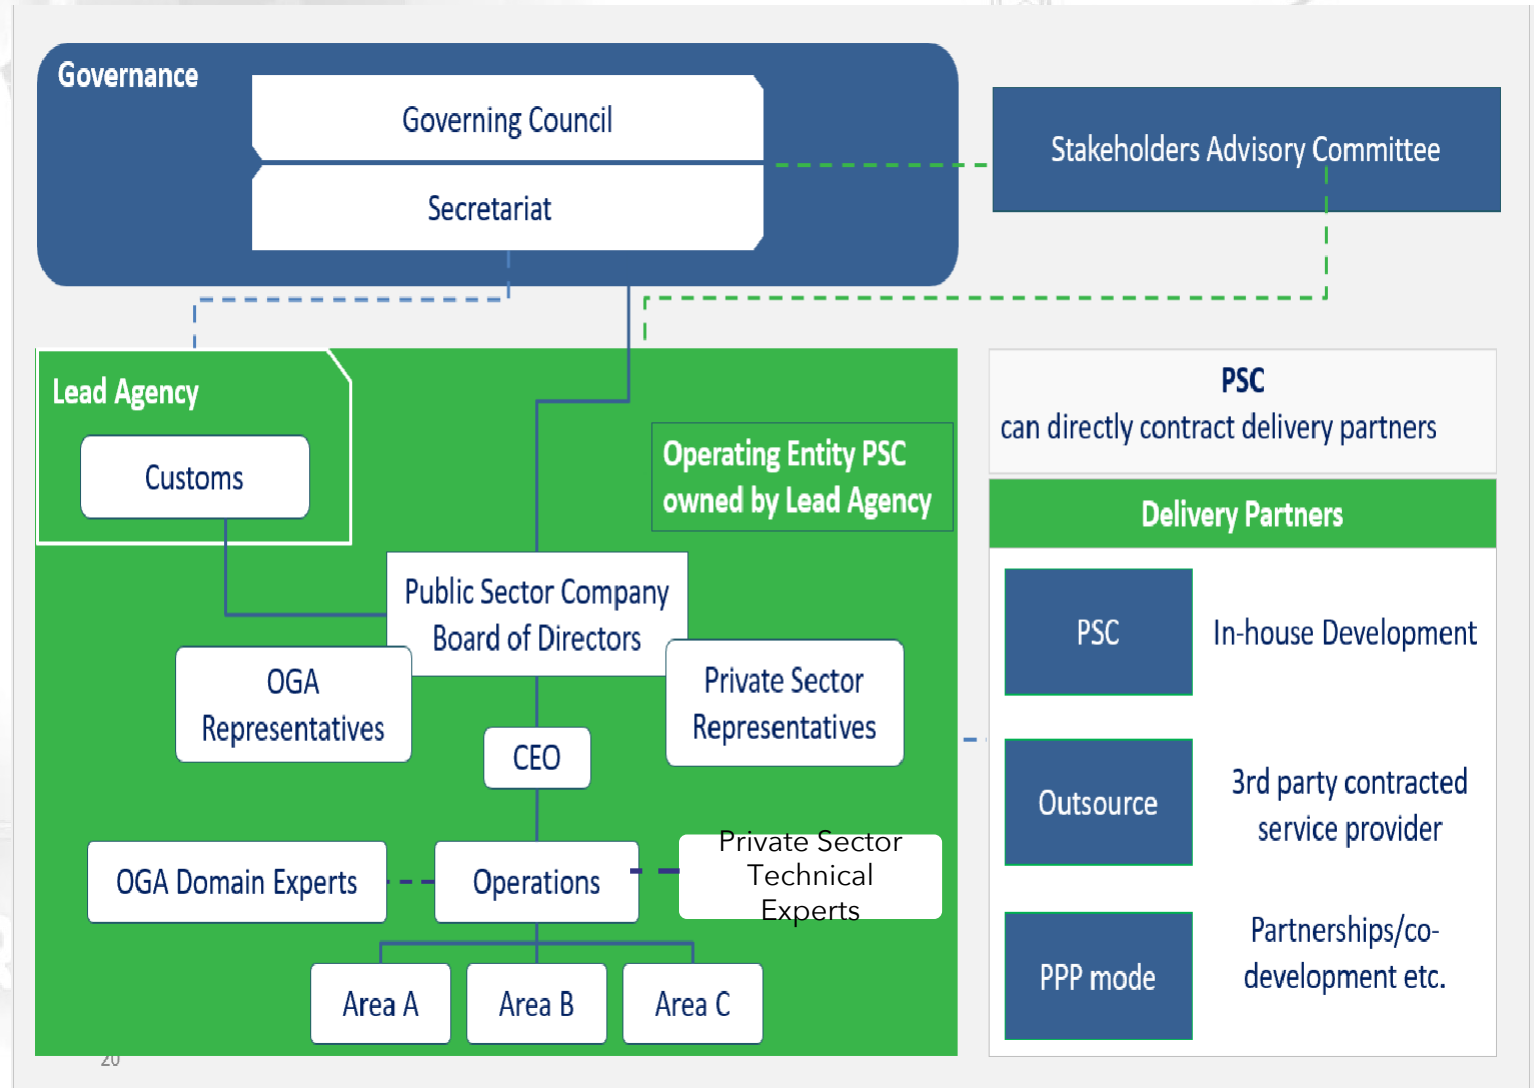 Governance
Governing Council
Secretariat
Stakeholders Advisory Committee
Lead Agency
Customs
Operating Entity PSC
owned by Lead Agency
Public Sector Company
Board of Directors
OGA
Representatives
Private Sector
Representatives
CEO
OGA Domain Experts
Operations
Private Sector
Technical
Experts
Area A
Area B
Area C
PSC
can directly contract delivery partners
Delivery Partners
PSC
In-house Development
Outsource
3rd party contracted
service provider
PPP mode
Partnerships/co-
development etc.
20